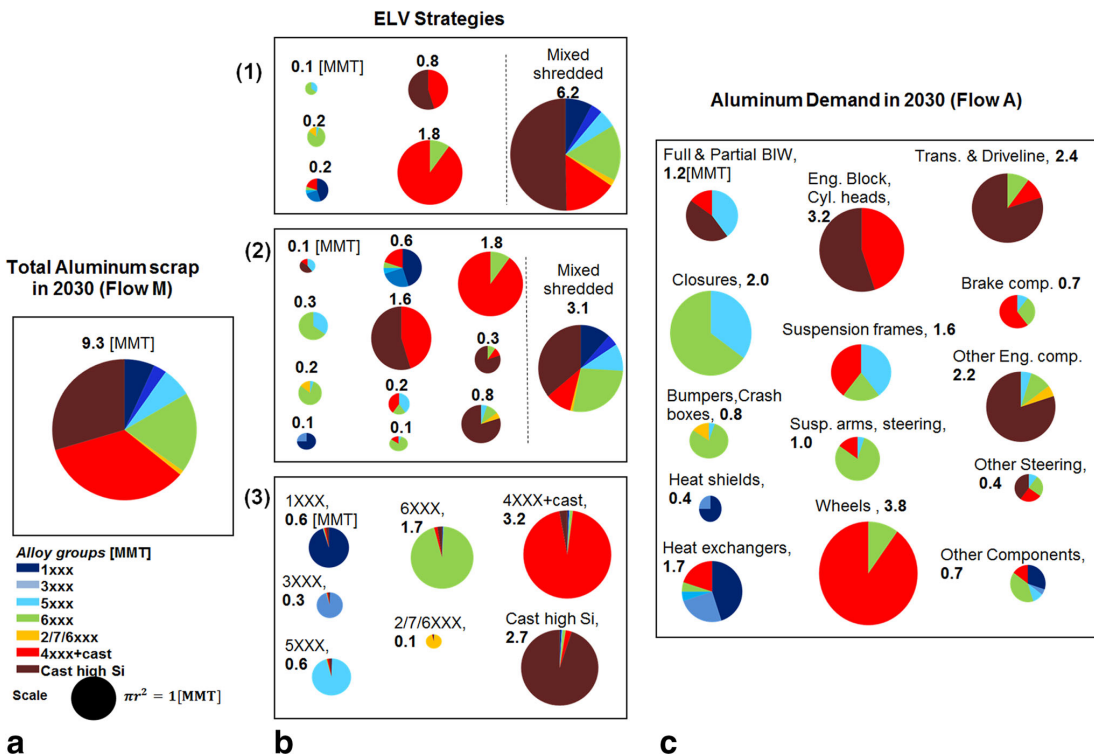 ELV Strategies
(1)
0.1 [MMT]
0.2
0.2
0.8
1.8
Mixed
shredded
6.2
(2)
0.1 [MMT]
0.3
0.2
0.1
0.6
1.6
0.2
0.1
1.8
0.3
0.8
Mixed
shredded
3.1
(3)
1XXX,
0.6 [MMT]
3XXX,
0.3
5XXX,
0.6
6XXX,
1.7
2/7/6XXX,
0.1
4XXX+cast,
3.2
Cast high Si,
2.7
Total Aluminum scrap
in 2030 (Flow M)
9.3 [MMT]
Alloy groups [MMT]
1xxx
3xxx
5xxx
6xxx
2/7/6xxx
4xxx+cast
Cast high Si
Scale
πr² = 1[MMT]
Aluminum Demand in 2030 (Flow A)
Full & Partial BIW,
1.2[MMT]
Closures, 2.0
Bumpers,Crash
boxes, 0.8
Heat shields,
0.4
Heat exchangers,
1.7
Eng. Block,
Cyl. heads,
3.2
Suspension frames, 1.6
Susp. arms, steering,
1.0
Wheels , 3.8
Trans. & Driveline, 2.4
Brake comp. 0.7
Other Eng. comp.
2.2
Other Steering,
0.4
Other Components,
0.7
a
b
c